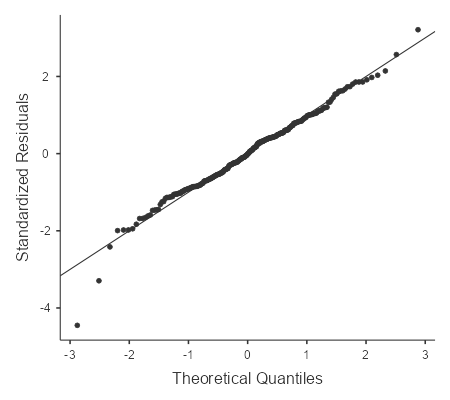 Standardized Residuals
2
0
-2
-4
-3 -2 -1 0 1 2 3
Theoretical Quantiles